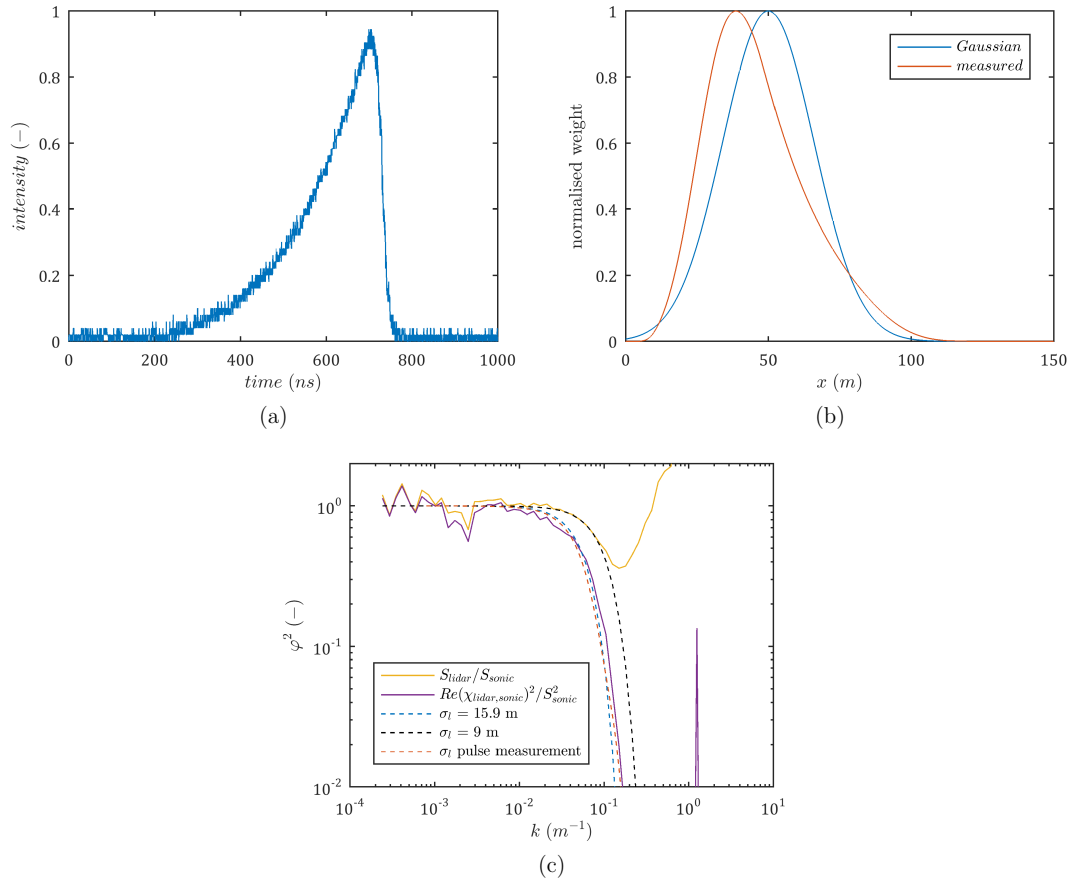 1
0.8
0.6
0.4
0.2
0
intensity (−)
0 200 400 600 800 1000
time (ns)
(a)
1
0.8
0.6
0.4
0.2
0
normalised weight
Gaussian
measured
0 50 100 150
x (m)
(b)
10^0
10^-1
10^-2
φ^2 (−)
S_lidar/S_sonic
Re(χ_lidar,sonic)^2/S^2_sonic
σ_l = 15.9 m
σ_l = 9 m
σ_l pulse measurement
10^-4 10^-3 10^-2 10^-1 10^0 10^1
k (m^−1)
(c)